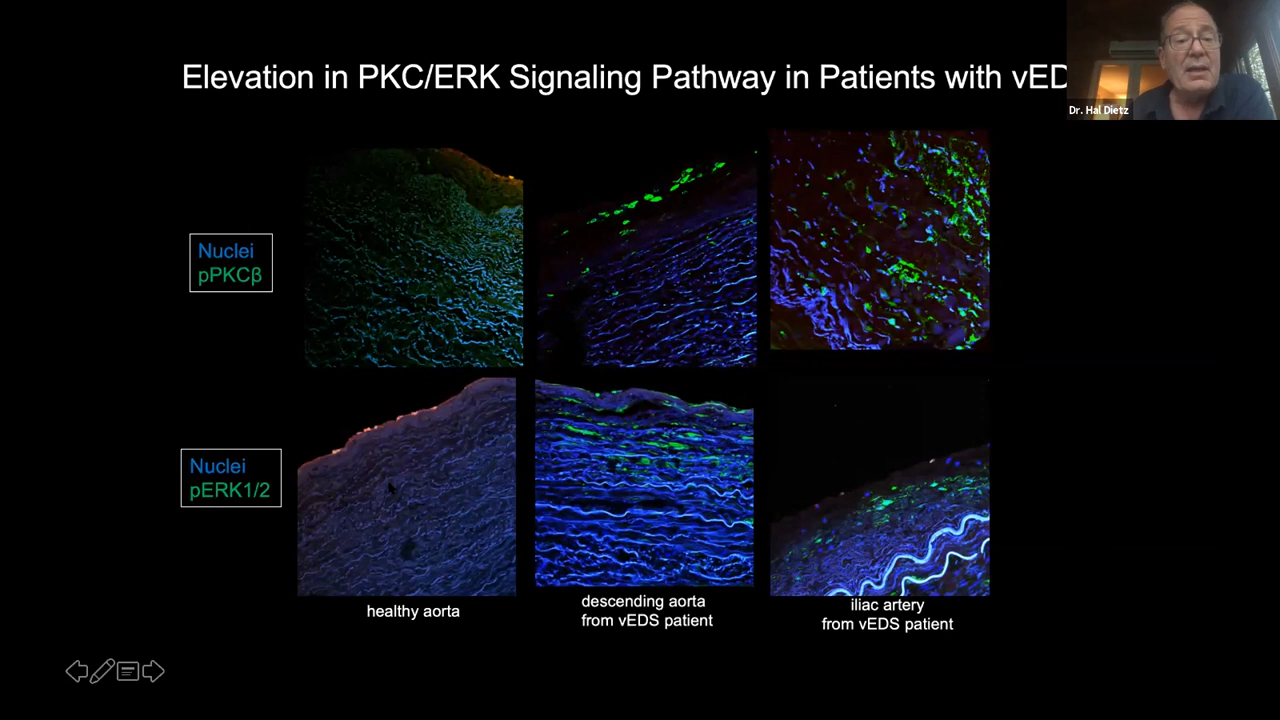 Elevation in PKC/ERK Signaling Pathway in Patients with vED
Dr. Hal Dietz
Nuclei
pPKCβ
Nuclei
pERK1/2
healthy aorta
descending aorta
from vEDS patient
iliac artery
from vEDS patient